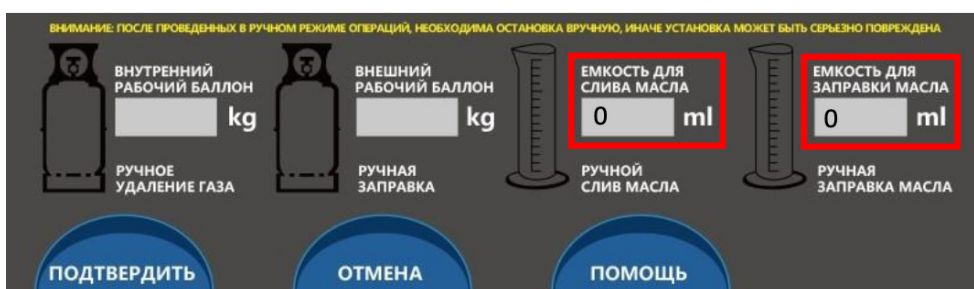 ВНИМАНИЕ: ПОСЛЕ ПРОВЕДЕННЫХ В РУЧНОМ РЕЖИМЕ ОПЕРАЦИЙ, НЕОБХОДИМА ОСТАНОВКА ВРУЧНУЮ, ИНАЧЕ УСТАНОВКА МОЖЕТ БЫТЬ СЕРЬЕЗНО ПОВРЕЖДЕНА
ВНУТРЕННИЙ
РАБОЧИЙ БАЛЛОН
kg
РУЧНОЕ
УДАЛЕНИЕ ГАЗА
ВНЕШНИЙ
РАБОЧИЙ БАЛЛОН
kg
РУЧНАЯ
ЗАПРАВКА
ЕМКОСТЬ ДЛЯ
СЛИВА МАСЛА
0 ml
РУЧНОЙ
СЛИВ МАСЛА
ЕМКОСТЬ ДЛЯ
ЗАПРАВКИ МАСЛА
0 ml
РУЧНАЯ
ЗАПРАВКА МАСЛА
ПОДТВЕРДИТЬ
ОТМЕНА
ПОМОЩЬ